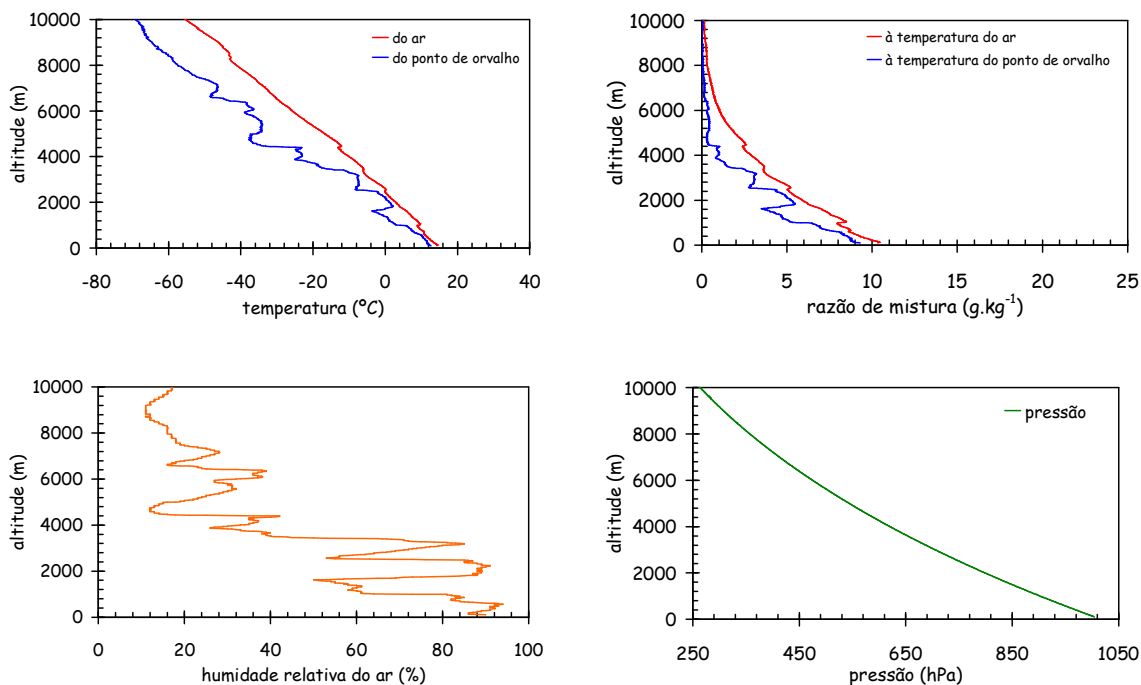 10000
8000
6000
4000
2000
0
-80 -60 -40 -20 0 20 40
altitude (m)
temperatura (ºC)
do ar
do ponto de orvalho
10000
8000
6000
4000
2000
0
0 5 10 15 20 25
altitude (m)
razão de mistura (g.kg-1)
à temperatura do ar
à temperatura do ponto de orvalho
10000
8000
6000
4000
2000
0
0 20 40 60 80 100
altitude (m)
humidade relativa do ar (%)
10000
8000
6000
4000
2000
0
250 450 650 850 1050
altitude (m)
pressão (hPa)
pressão